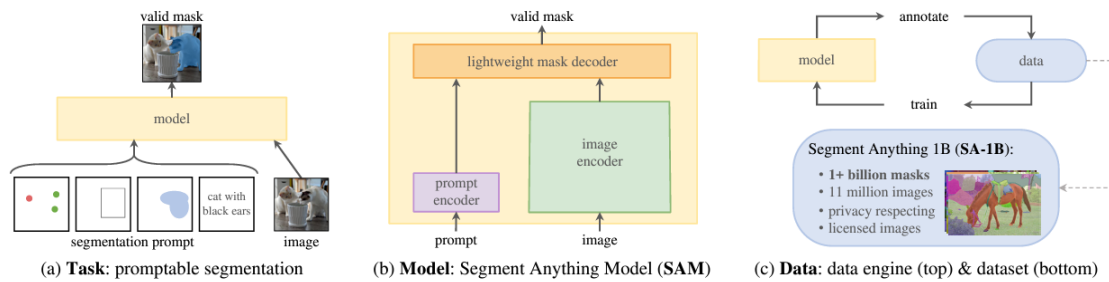 valid mask
model
cat with
black ears
segmentation prompt
image
(a) Task: promptable segmentation
valid mask
lightweight mask decoder
image
encoder
prompt
encoder
prompt
image
(b) Model: Segment Anything Model (SAM)
annotate
model
data
train
Segment Anything 1B (SA-1B):
• 1+ billion masks
• 11 million images
• privacy respecting
• licensed images
(c) Data: data engine (top) & dataset (bottom)